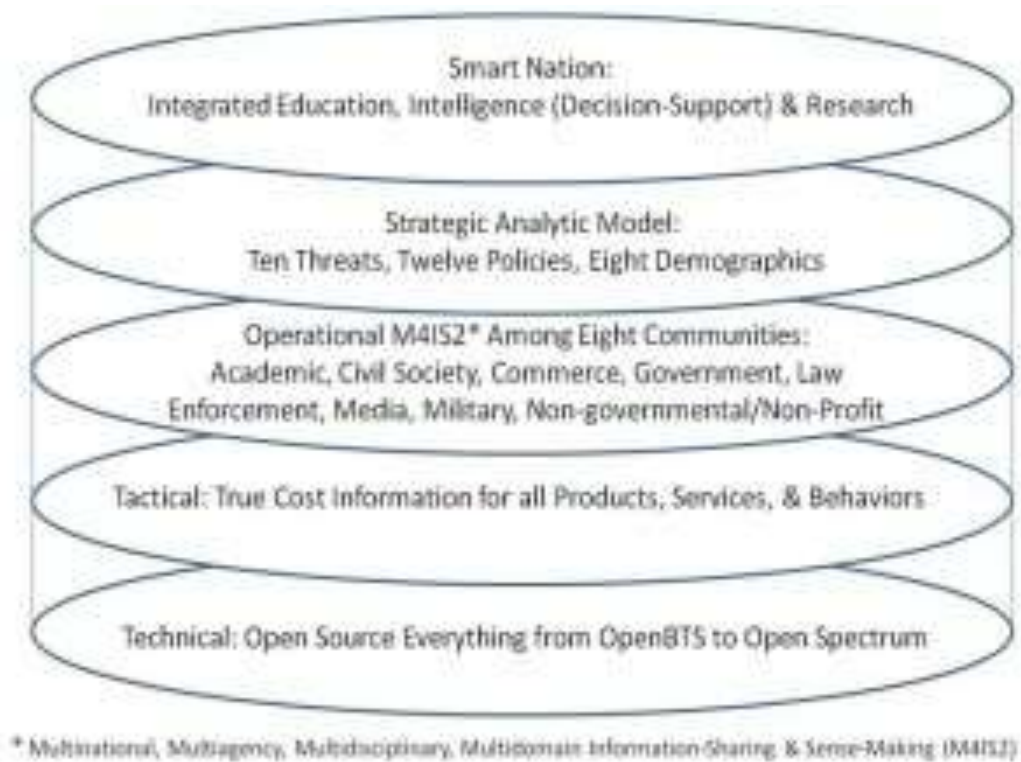 Smart Nation:
Integrated Education, Intelligence (Decision-Support) & Research
Strategic Analytic Model:
Ten Threats, Twelve Policies, Eight Demographics
Operational M4IS2* Among Eight Communities:
Academic, Civil Society, Commerce, Government, Law
Enforcement, Media, Military, Non-governmental/Non-Profit
Tactical: True Cost Information for all Products, Services, & Behaviors
Technical: Open Source Everything from OpenBTS to Open Spectrum
* Multinational, Multiagency, Multidisciplinary, Multidomain Information-Sharing & Sense-Making (M4IS2)